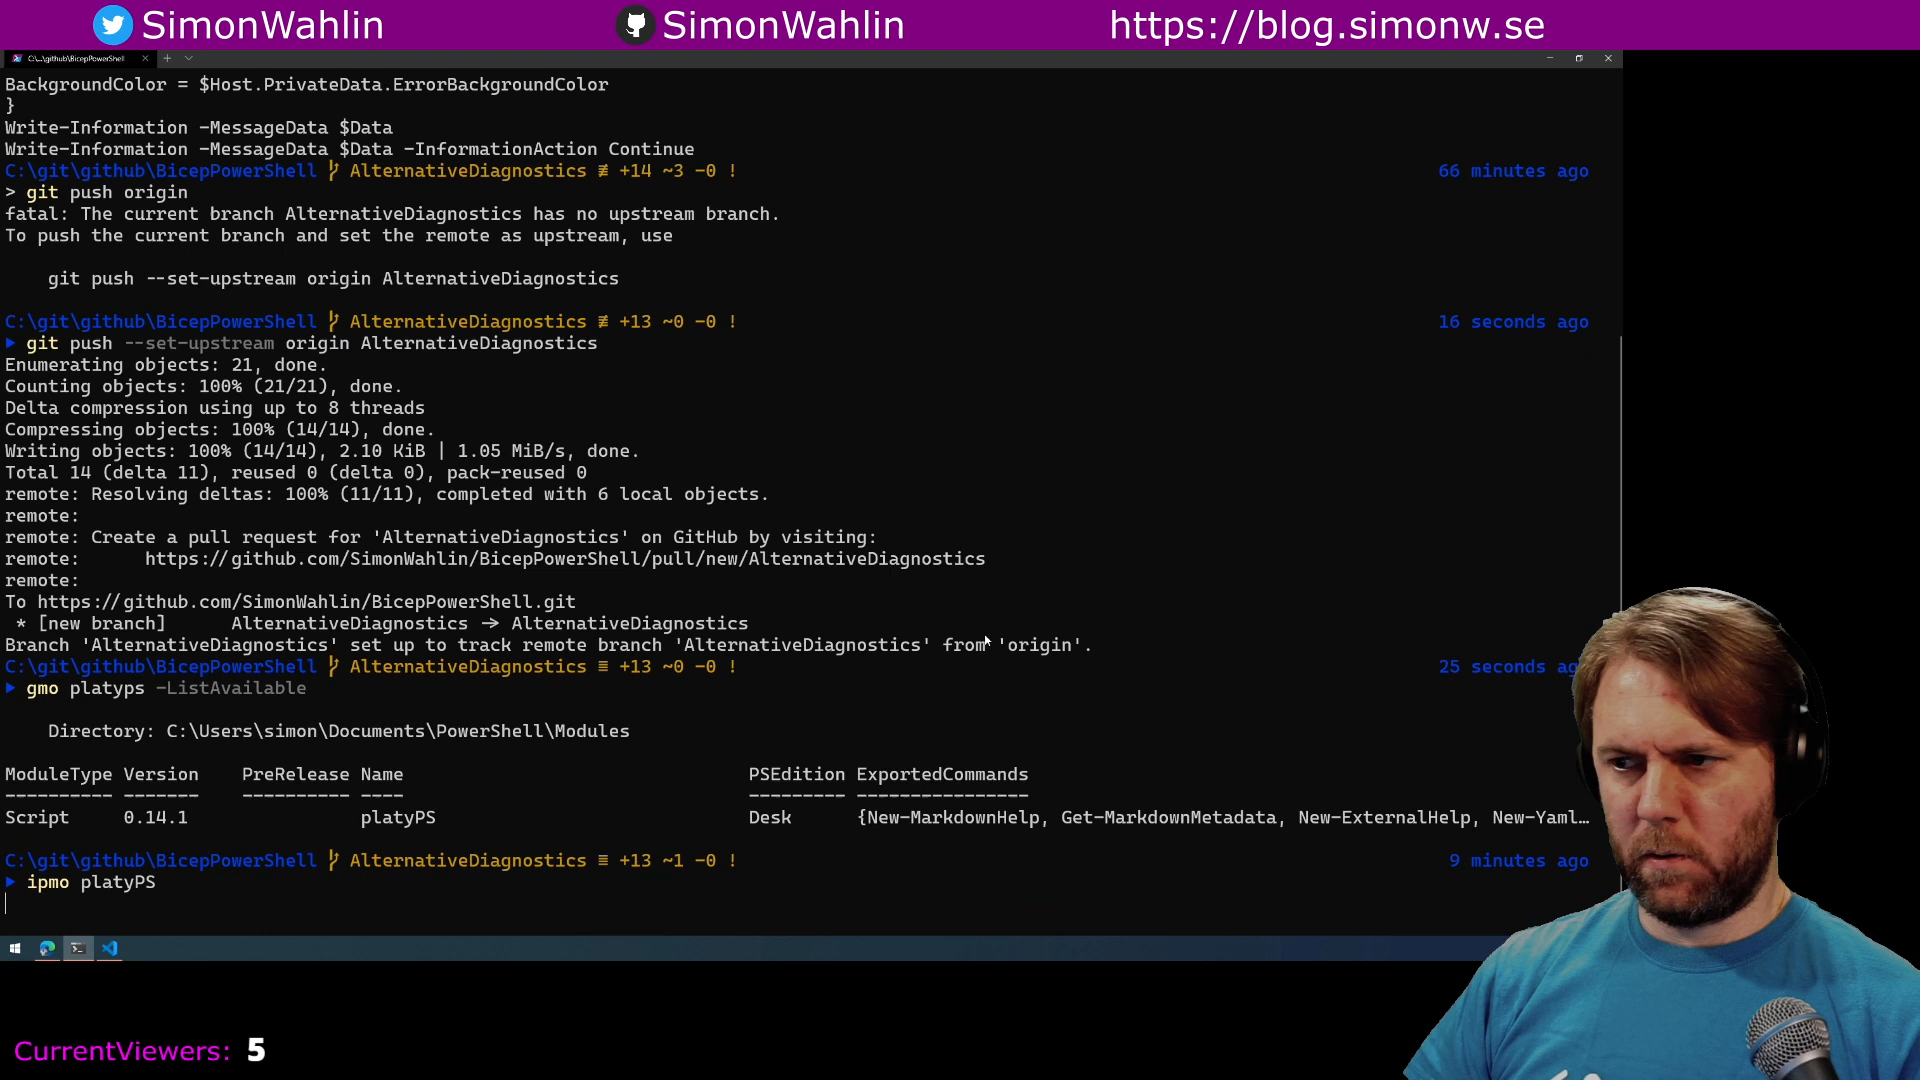 SimonWahlin
SimonWahlin
https://blog.simonw.se
C:\..\github\BicepPowerShell
BackgroundColor = $Host.PrivateData.ErrorBackgroundColor
}
Write-Information -MessageData $Data
Write-Information -MessageData $Data -InformationAction Continue
C:\git\github\BicepPowerShell AlternativeDiagnostics ≢ +14 ~3 -0 ! 66 minutes ago
> git push origin
fatal: The current branch AlternativeDiagnostics has no upstream branch.
To push the current branch and set the remote as upstream, use
git push --set-upstream origin AlternativeDiagnostics
C:\git\github\BicepPowerShell AlternativeDiagnostics ≢ +13 ~0 -0 ! 16 seconds ago
git push --set-upstream origin AlternativeDiagnostics
Enumerating objects: 21, done.
Counting objects: 100% (21/21), done.
Delta compression using up to 8 threads
Compressing objects: 100% (14/14), done.
Writing objects: 100% (14/14), 2.10 KiB | 1.05 MiB/s, done.
Total 14 (delta 11), reused 0 (delta 0), pack-reused 0
remote: Resolving deltas: 100% (11/11), completed with 6 local objects.
remote:
remote: Create a pull request for 'AlternativeDiagnostics' on GitHub by visiting:
remote: https://github.com/SimonWahlin/BicepPowerShell/pull/new/AlternativeDiagnostics
remote:
To https://github.com/SimonWahlin/BicepPowerShell.git
* [new branch] AlternativeDiagnostics -> AlternativeDiagnostics
Branch 'AlternativeDiagnostics' set up to track remote branch 'AlternativeDiagnostics' from 'origin'.
C:\git\github\BicepPowerShell AlternativeDiagnostics ≡ +13 ~0 -0 ! 25 seconds
gmo platyps -ListAvailable
Directory: C:\Users\simon\Documents\PowerShell\Modules
ModuleType Version PreRelease Name PSEdition ExportedCommands
---------- ------- ---------- ---- --------- ----------------
Script 0.14.1 platyPS Desk {New-MarkdownHelp, Get-MarkdownMetadata, New-ExternalHelp, New-Yaml…
C:\git\github\BicepPowerShell AlternativeDiagnostics ≡ +13 ~1 -0 ! 9 minutes ago
ipmo platyPS
CurrentViewers: 5